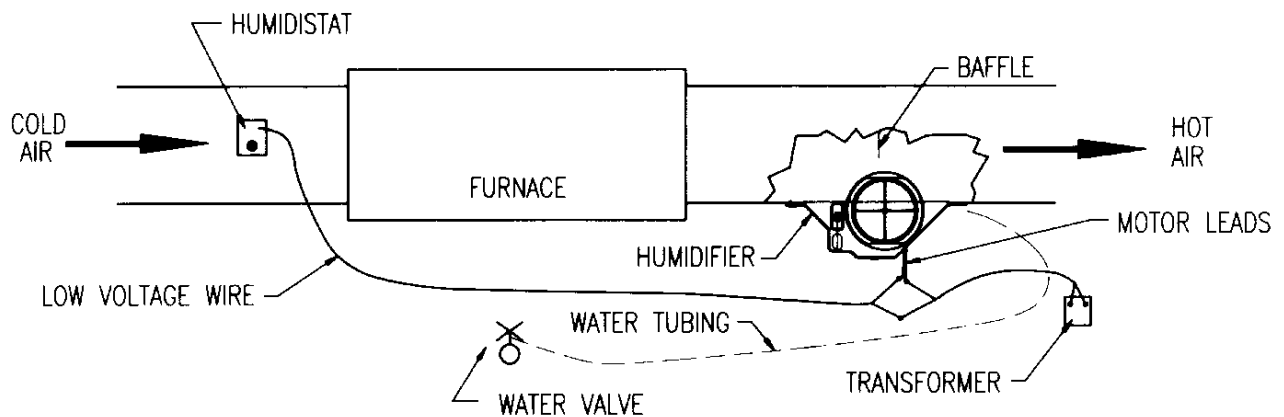 HUMIDISTAT
BAFFLE
COLD
AIR
HOT
AIR
FURNACE
MOTOR LEADS
HUMIDIFIER
LOW VOLTAGE WIRE
WATER TUBING
TRANSFORMER
WATER VALVE